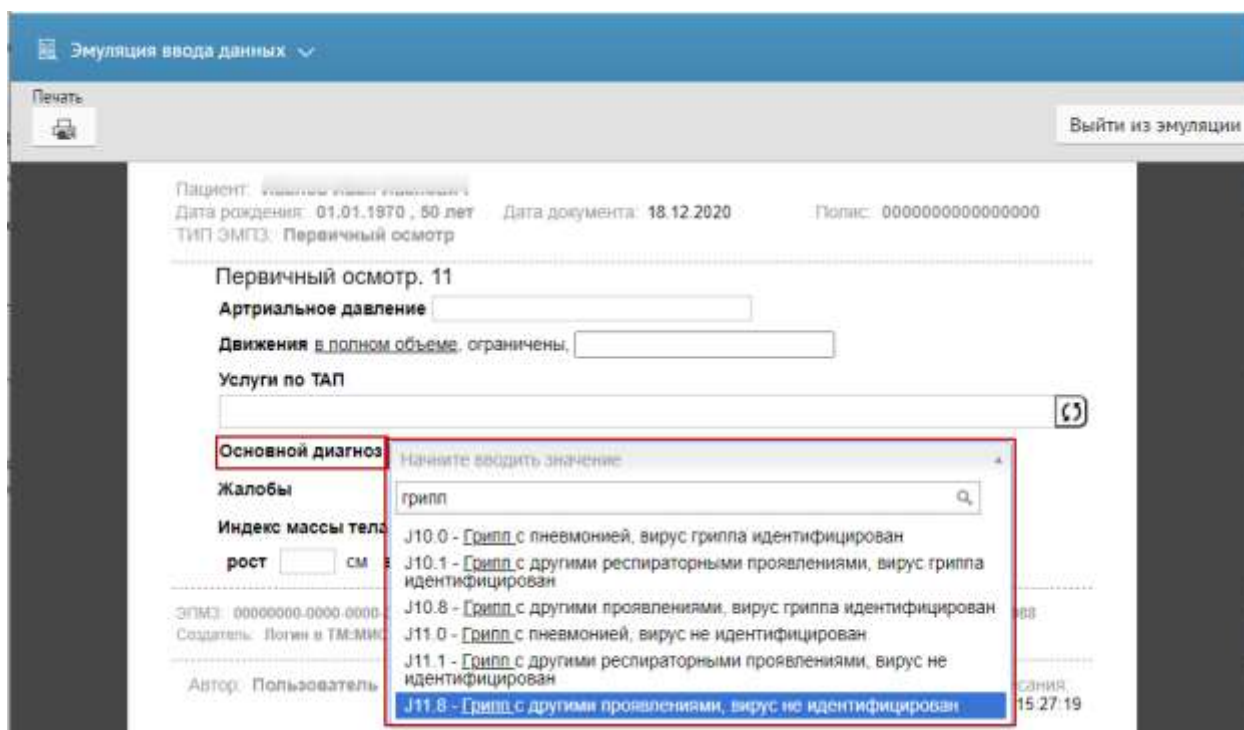 Эмуляция ввода данных
Печать
Выйти из эмуляции
Пациент:
Дата рождения: 01.01.1970 , 50 лет Дата документа: 18.12.2020 Полис: 0000000000000000
ТИП ЭМПЗ: Первичный осмотр
Первичный осмотр. 11
Артриальное давление
Движения в полном объеме, ограничены,
Услуги по ТАП
Основной диагноз Начните вводить значение
Жалобы
грипп
Индекс массы тела
J10.0 - Грипп с пневмонией, вирус гриппа идентифицирован
рост см
J10.1 - Грипп с другими респираторными проявлениями, вирус гриппа
идентифицирован
J10.8 - Грипп с другими проявлениями, вирус гриппа идентифицирован
ЭПМЗ: 00000000-0000-0000-
J11.0 - Грипп с пневмонией, вирус не идентифицирован
Создатель: Логин в ТМ:МИС
J11.1 - Грипп с другими респираторными проявлениями, вирус не
идентифицирован
Автор: Пользователь
J11.8 - Грипп с другими проявлениями, вирус не идентифицирован
15:27:19